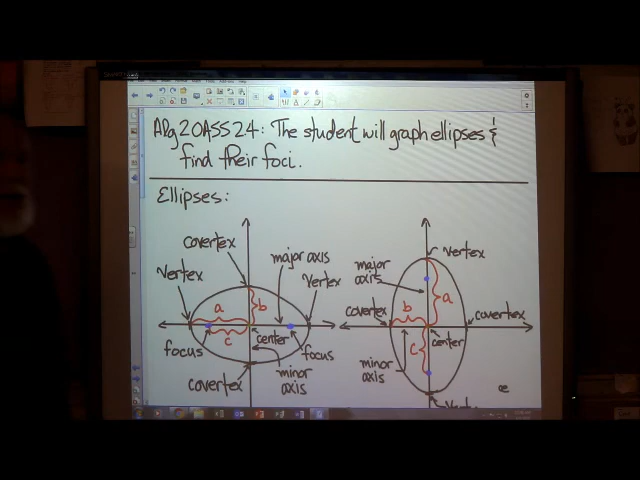 Alg2OASS24: The student will graph ellipses &
find their foci.
Ellipses:
covertex
major axis
vertex
vertex
a
b
c
center
focus
focus
covertex
minor
axis
vertex
major
axis
a
covertex
b
covertex
c
center
minor
axis